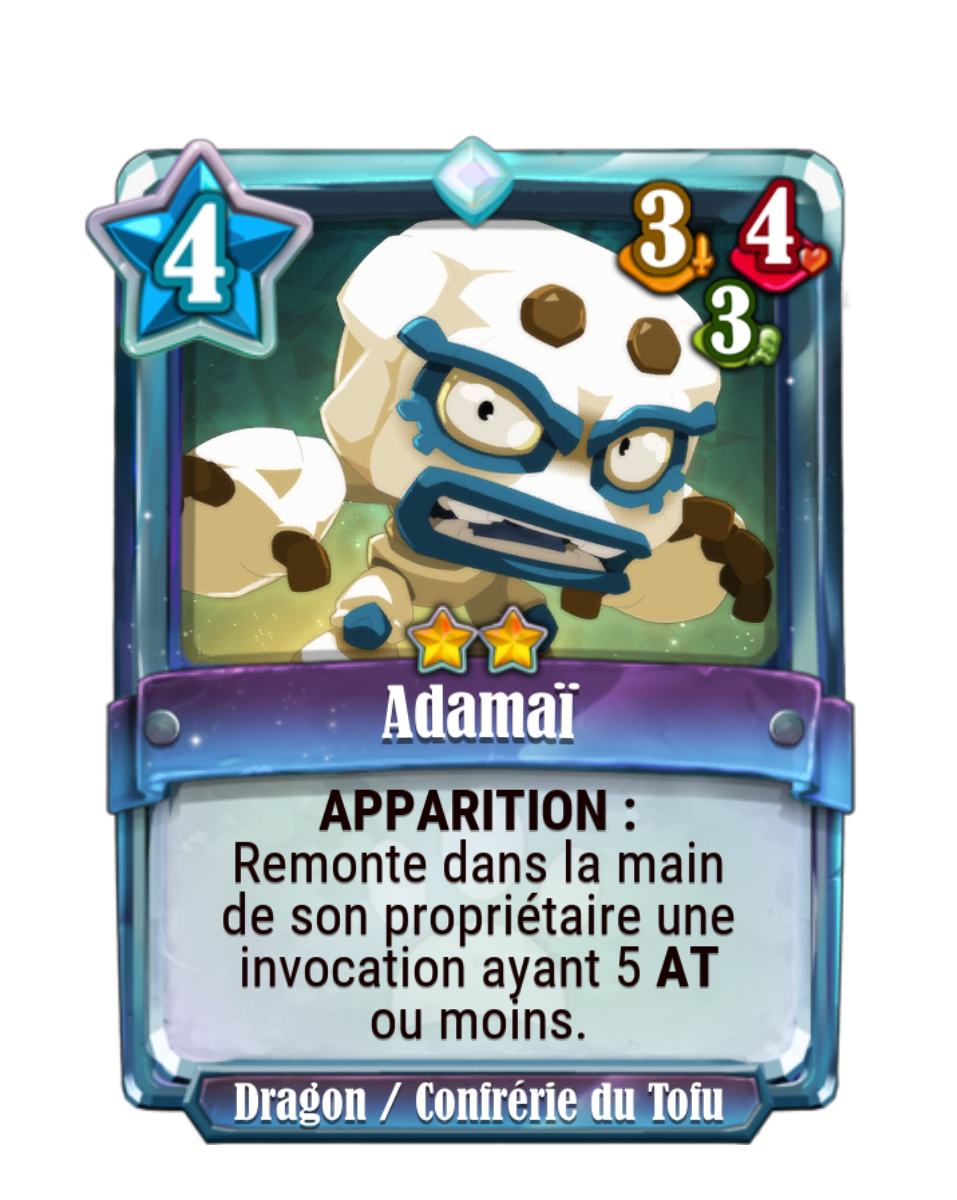 4
3
4
3
Adamaï
APPARITION :
Remonte dans la main
de son propriétaire une
invocation ayant 5 AT
ou moins.
Dragon / Confrérie du Tofu